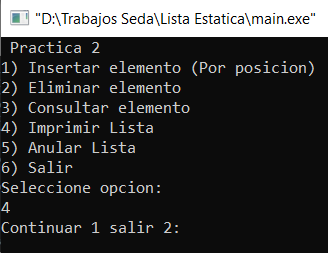 "D:\Trabajos Seda\Lista Estatica\main.exe"
Practica 2
1) Insertar elemento (Por posicion)
2) Eliminar elemento
3) Consultar elemento
4) Imprimir Lista
5) Anular Lista
6) Salir
Seleccione opcion:
4
Continuar 1 salir 2: